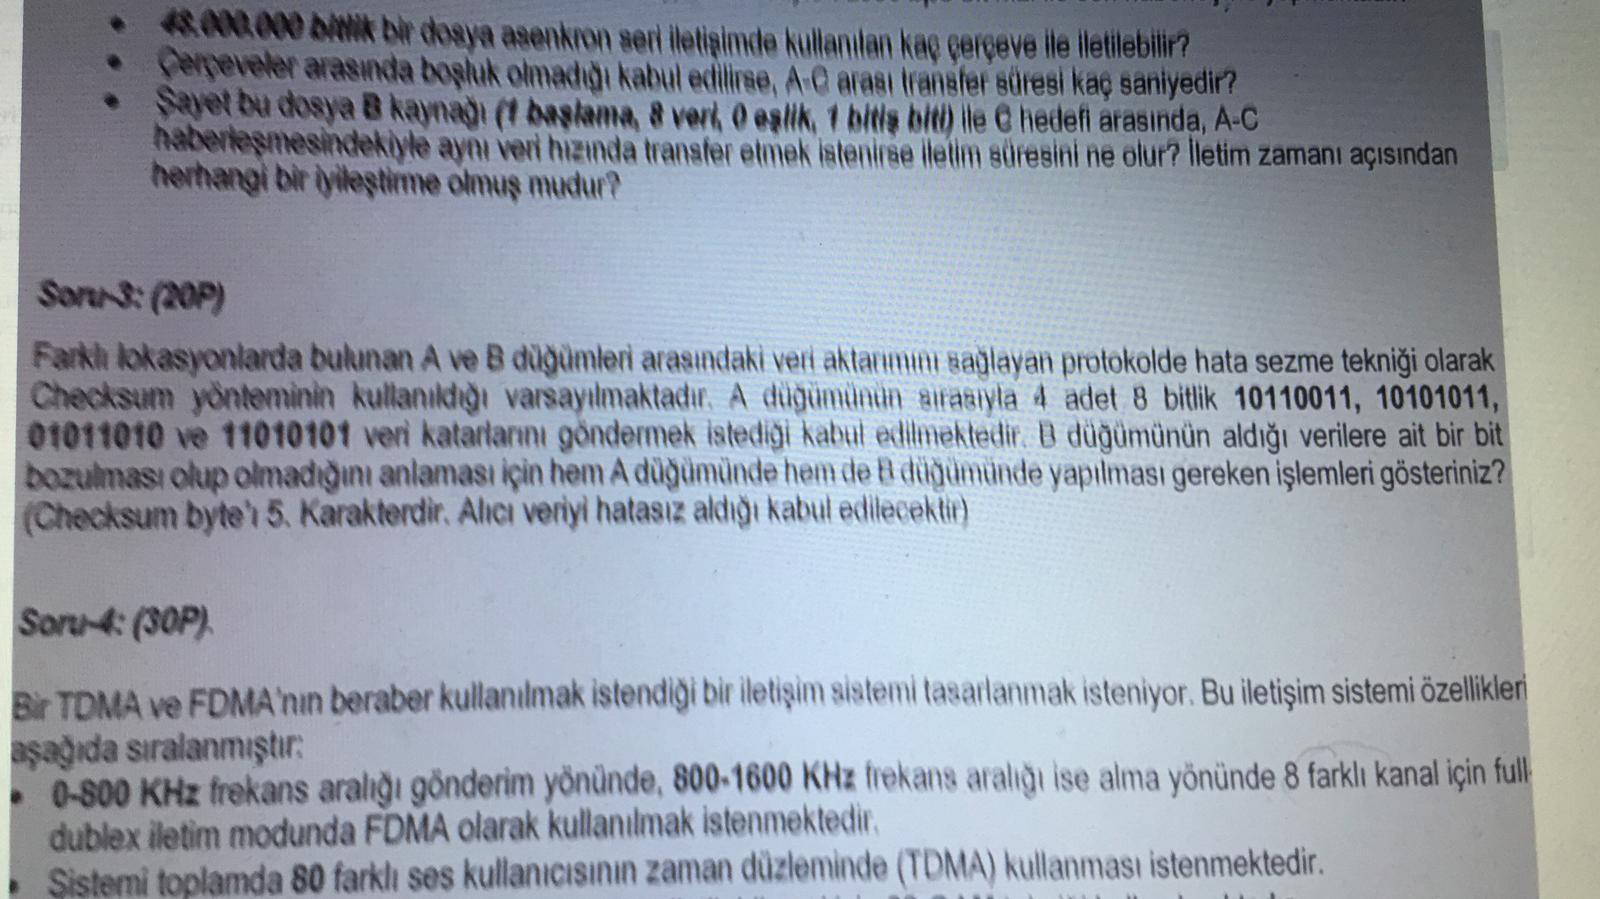 48.000.000 bitlik bir dosya asenkron seri iletişimde kullanılan kaç çerçeve ile iletilebilir?
Çerçeveler arasında boşluk olmadığı kabul edilirse, A-C arası transfer süresi kaç saniyedir?
Şayet bu dosya B kaynağı (1 başlama, 8 veri, 0 eşlik, 1 bitiş biti) ile C hedefi arasında, A-C
haberleşmesindekiyle aynı veri hızında transfer etmek istenirse iletim süresini ne olur? İletim zamanı açısından
herhangi bir iyileştirme olmuş mudur?
Soru-3: (20P)
Farklı lokasyonlarda bulunan A ve B düğümleri arasındaki veri aktarımını sağlayan protokolde hata sezme tekniği olarak
Checksum yönteminin kullanıldığı varsayılmaktadır. A düğümünün sırasıyla 4 adet 8 bitlik 10110011, 10101011,
01011010 ve 11010101 veri katarlarını göndermek istediği kabul edilmektedir. B düğümünün aldığı verilere ait bir bit
bozulması olup olmadığını anlaması için hem A düğümünde hem de B düğümünde yapılması gereken işlemleri gösteriniz?
(Checksum byte'ı 5. Karakterdir. Alıcı veriyi hatasız aldığı kabul edilecektir)
Soru-4: (30P).
Bir TDMA ve FDMA'nın beraber kullanılmak istendiği bir iletişim sistemi tasarlanmak isteniyor. Bu iletişim sistemi özellikleri
aşağıda sıralanmıştır:
0-800 KHz frekans aralığı gönderim yönünde, 800-1600 KHz frekans aralığı ise alma yönünde 8 farklı kanal için full-
dublex iletim modunda FDMA olarak kullanılmak istenmektedir.
Sistemi toplamda 80 farklı ses kullanıcısının zaman düzleminde (TDMA) kullanması istenmektedir.